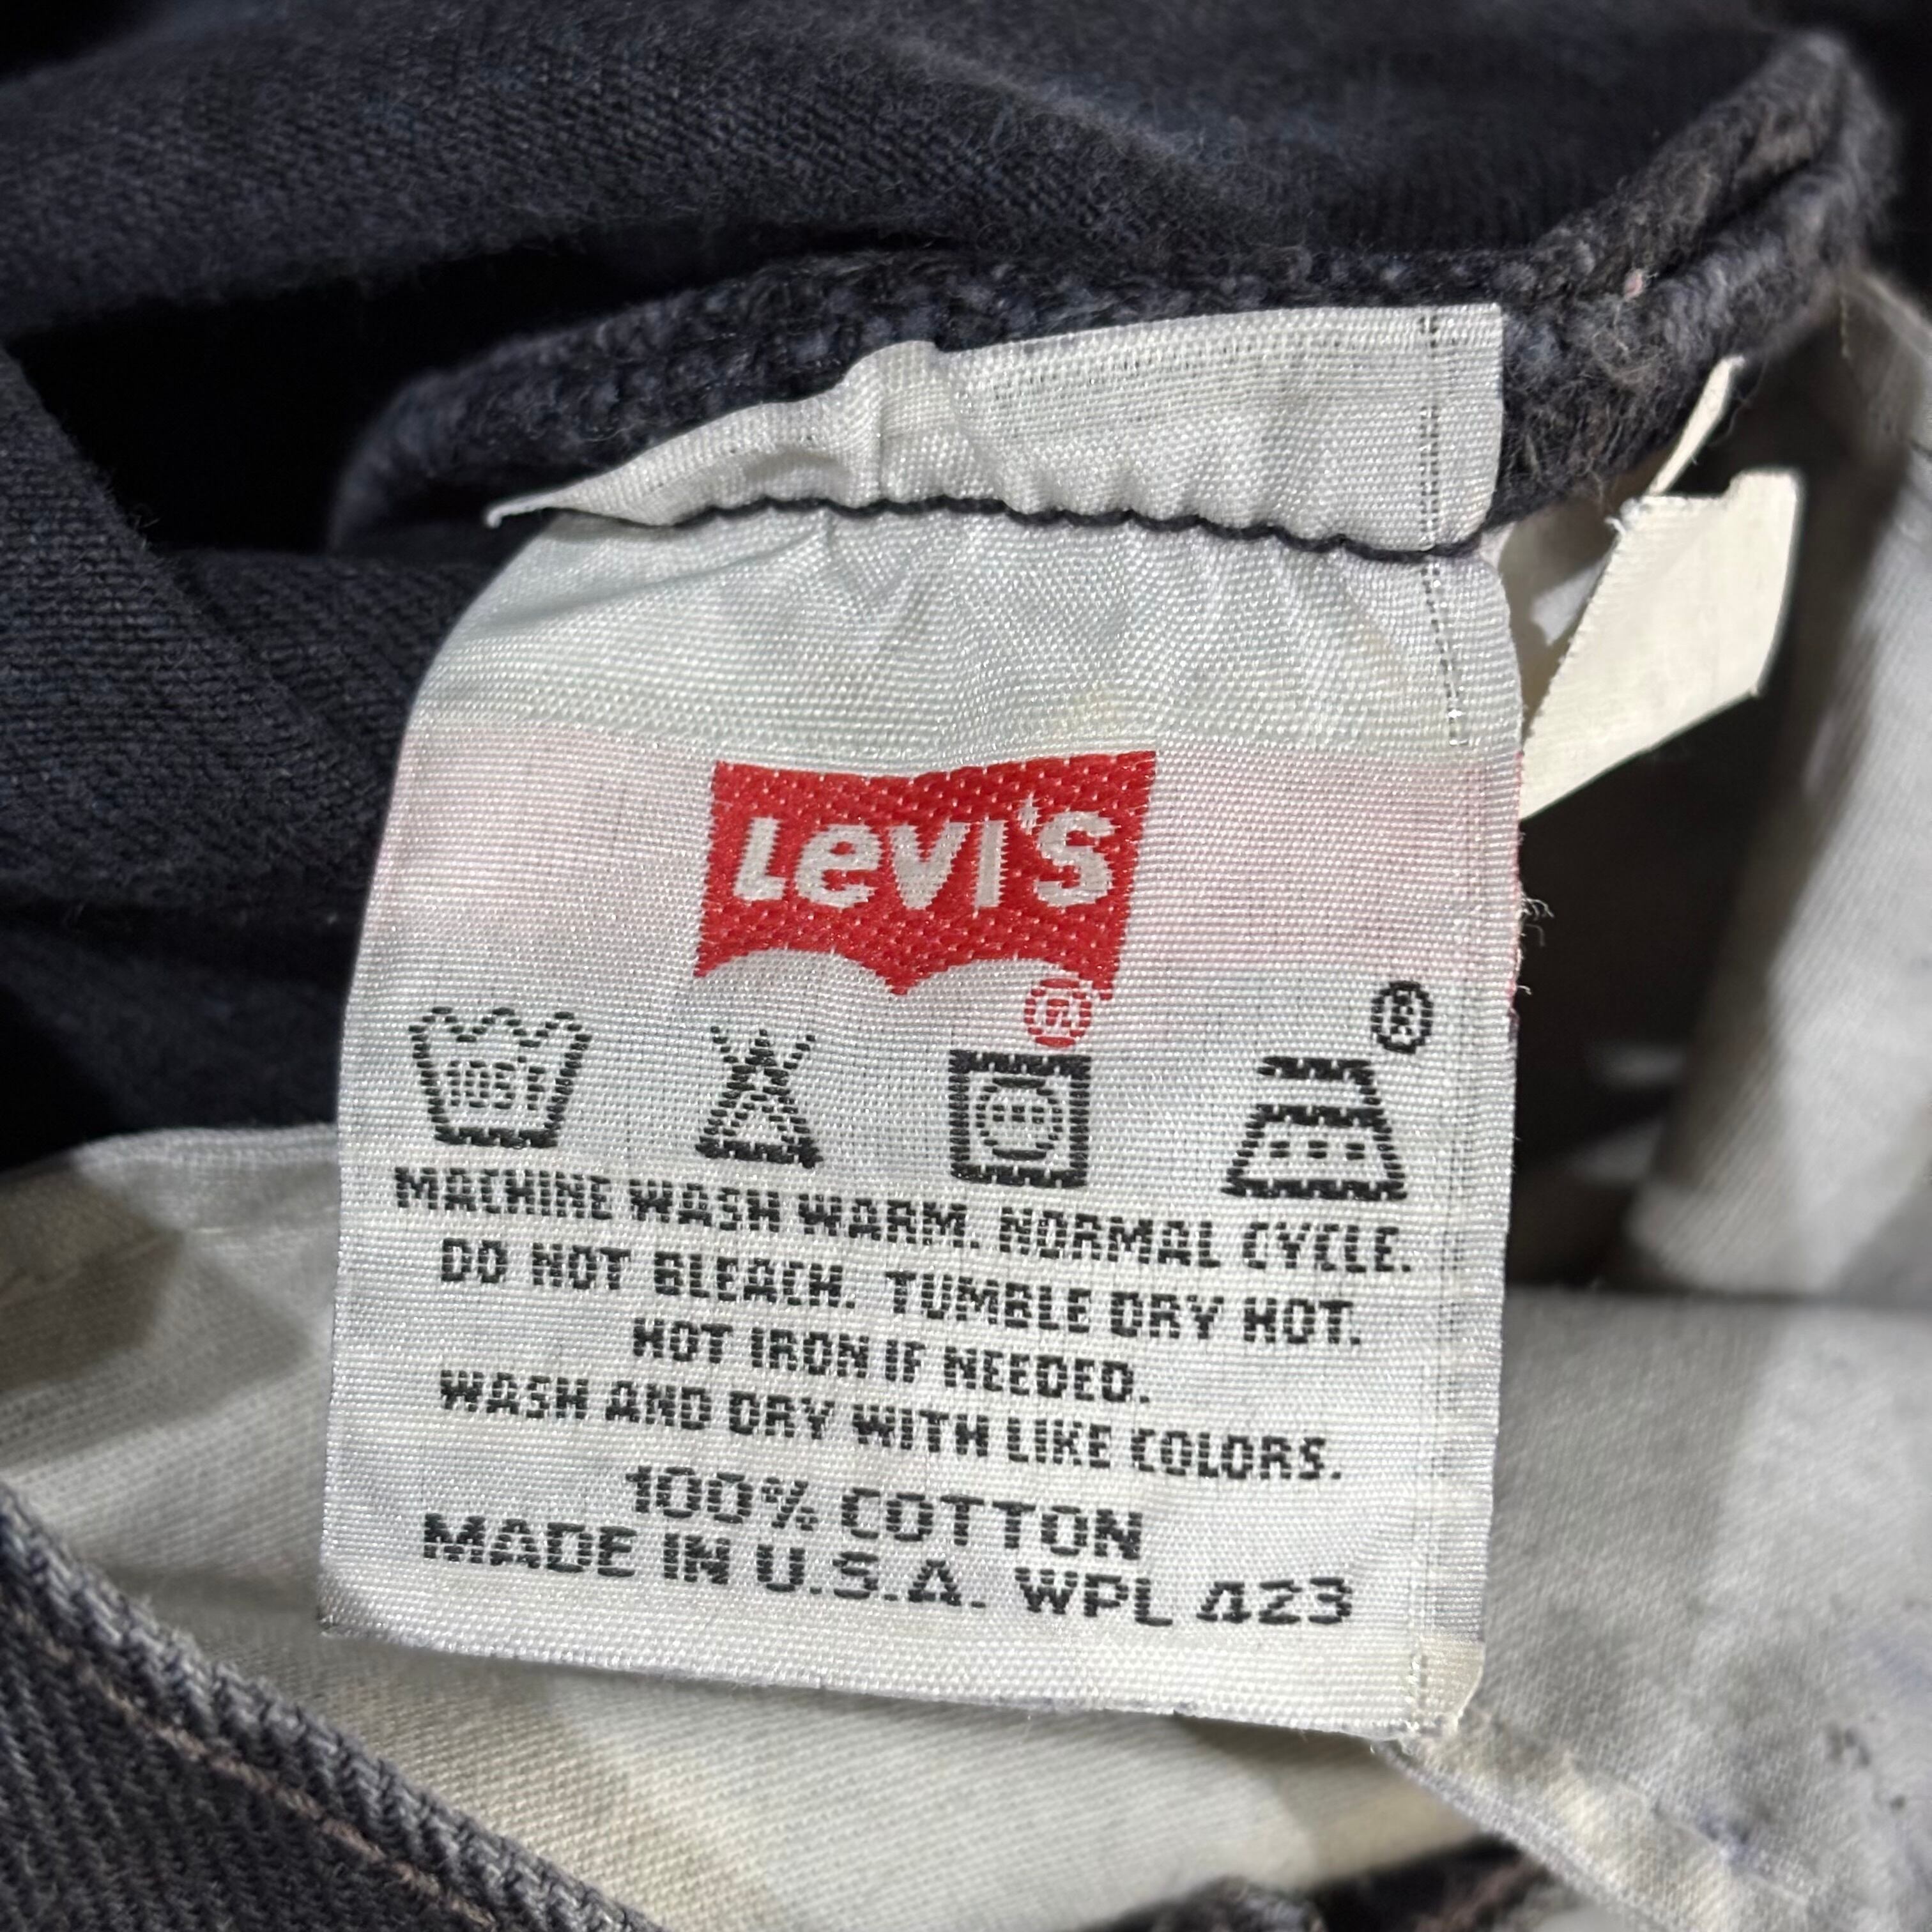 Levi's
®
®
105F
MACHINE WASH WARM. NORMAL CYCLE.
DO NOT BLEACH. TUMBLE DRY HOT.
HOT IRON IF NEEDED.
WASH AND DRY WITH LIKE COLORS.
100% COTTON
MADE IN U.S.A. WPL 423